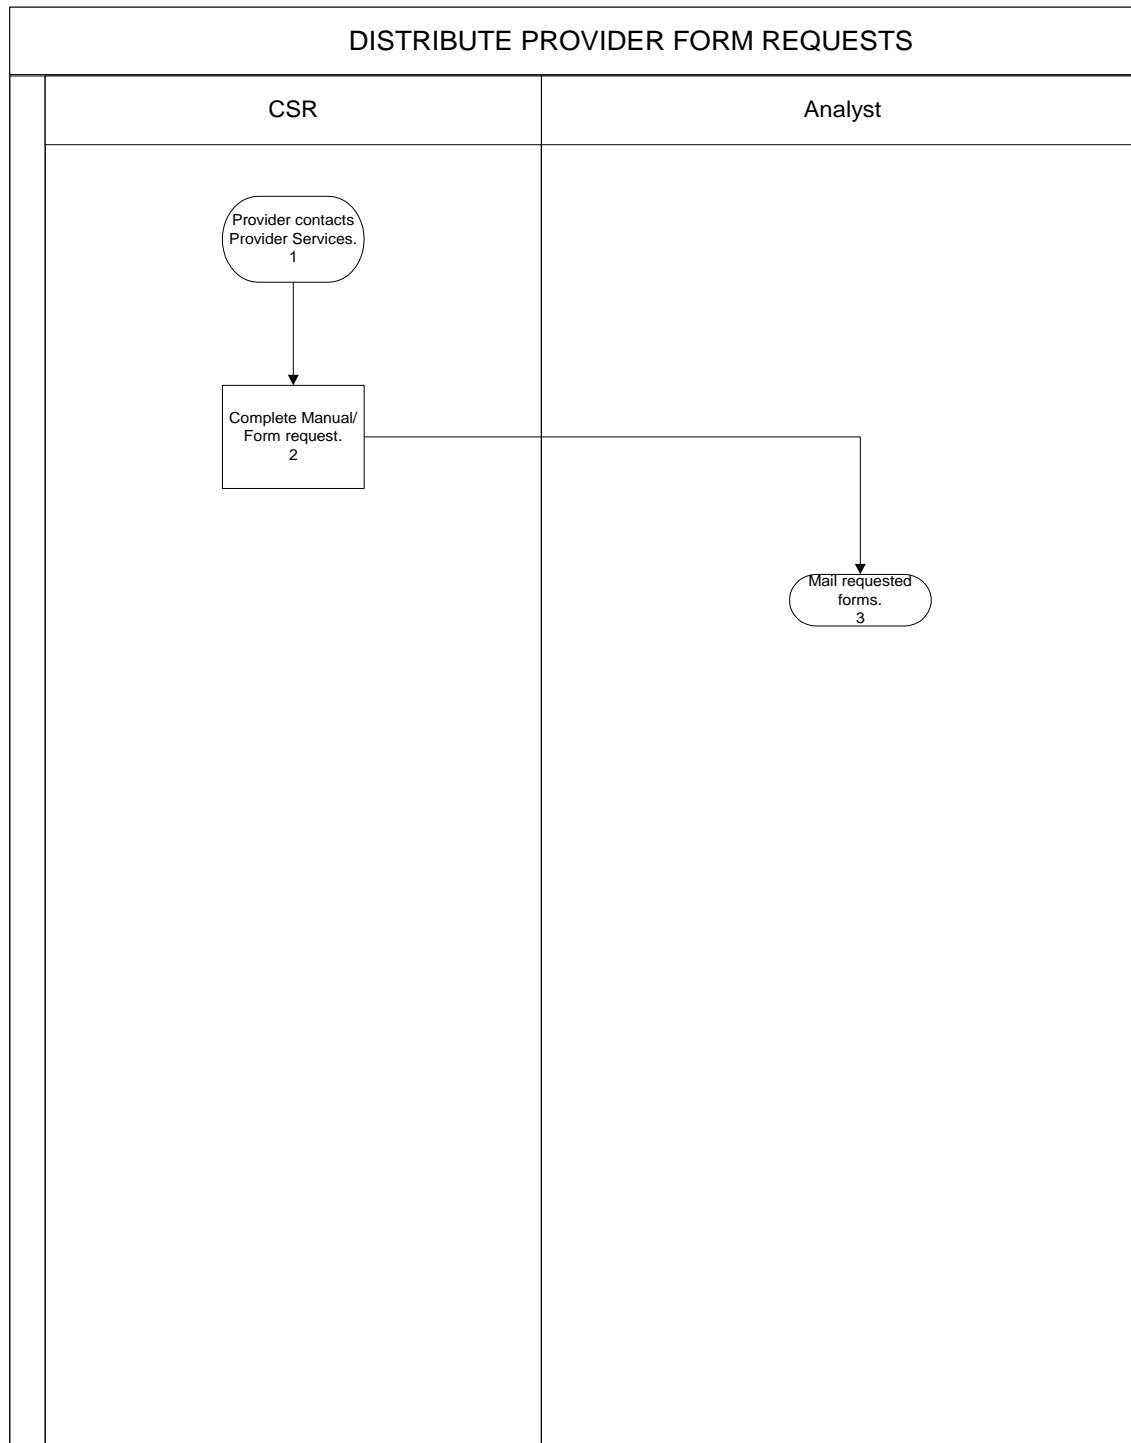 DISTRIBUTE PROVIDER FORM REQUESTS
CSR
Analyst
Provider contacts
Provider Services.
1
Complete Manual/
Form request.
2
Mail requested
forms.
3